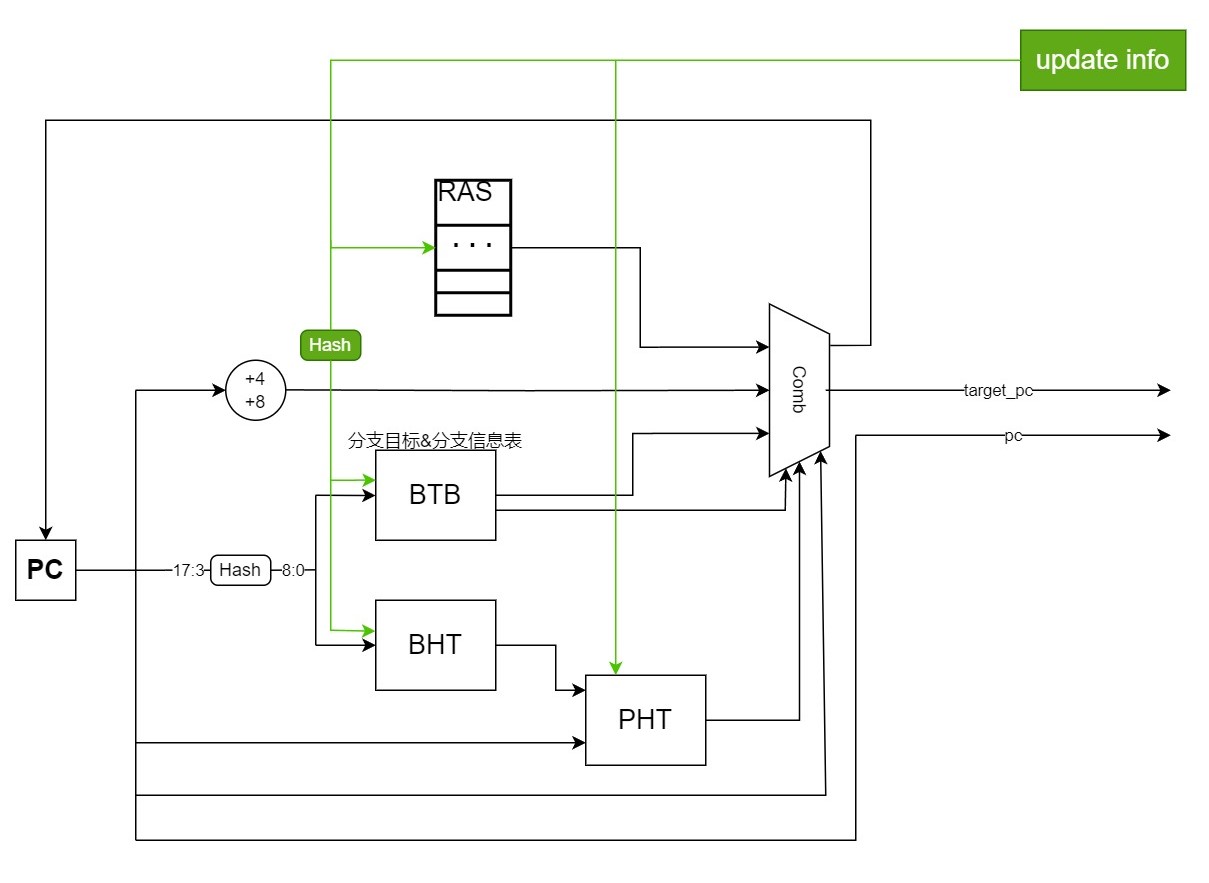 update info
RAS
...
Hash
+4
+8
Comb
target_pc
pc
分支目标&分支信息表
BTB
PC
17:3
Hash
8:0
BHT
PHT